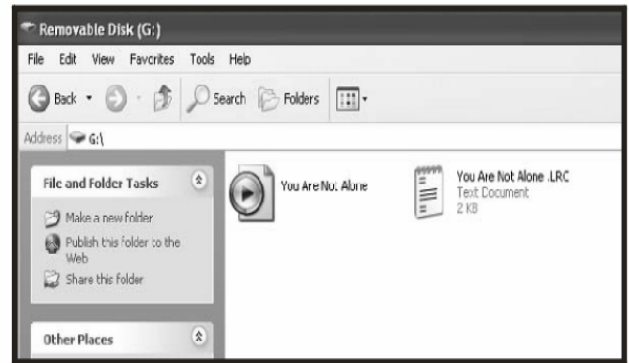 Removable Disk (G:)
File Edit View Favorites Tools Help
Back Search Folders
Address G:\
File and Folder Tasks
Make a new folder
Publish this folder to the
Web
Share this folder
Other Places
You Are Not Alone
You Are Not Alone .LRC
Text Document
2 KB